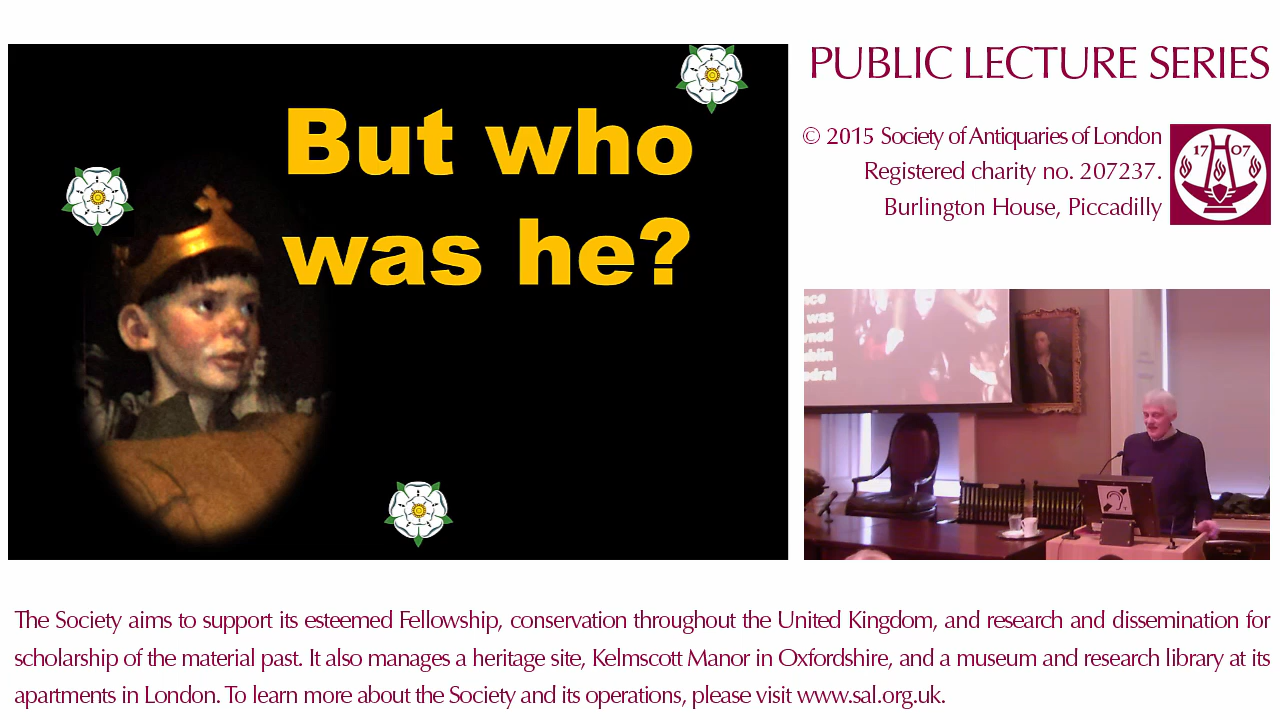 But who
was he?
PUBLIC LECTURE SERIES
© 2015 Society of Antiquaries of London
Registered charity no. 207237.
Burlington House, Piccadilly
17 07
was
The Society aims to support its esteemed Fellowship, conservation throughout the United Kingdom, and research and dissemination for
scholarship of the material past. It also manages a heritage site, Kelmscott Manor in Oxfordshire, and a museum and research library at its
apartments in London. To learn more about the Society and its operations, please visit www.sal.org.uk.